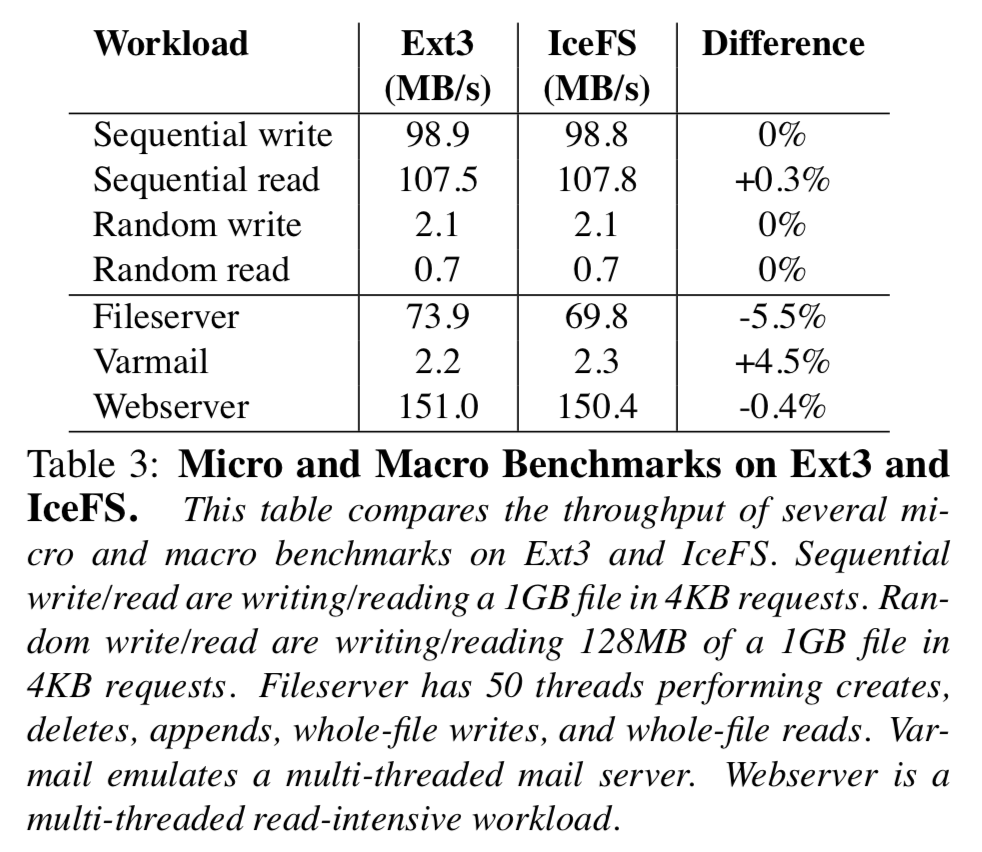 Workload Ext3 IceFS Difference
(MB/s) (MB/s)
Sequential write 98.9 98.8 0%
Sequential read 107.5 107.8 +0.3%
Random write 2.1 2.1 0%
Random read 0.7 0.7 0%
Fileserver 73.9 69.8 -5.5%
Varmail 2.2 2.3 +4.5%
Webserver 151.0 150.4 -0.4%
Table 3: Micro and Macro Benchmarks on Ext3 and
IceFS. This table compares the throughput of several mi-
cro and macro benchmarks on Ext3 and IceFS. Sequential
write/read are writing/reading a 1GB file in 4KB requests. Ran-
dom write/read are writing/reading 128MB of a 1GB file in
4KB requests. Fileserver has 50 threads performing creates,
deletes, appends, whole-file writes, and whole-file reads. Var-
mail emulates a multi-threaded mail server. Webserver is a
multi-threaded read-intensive workload.